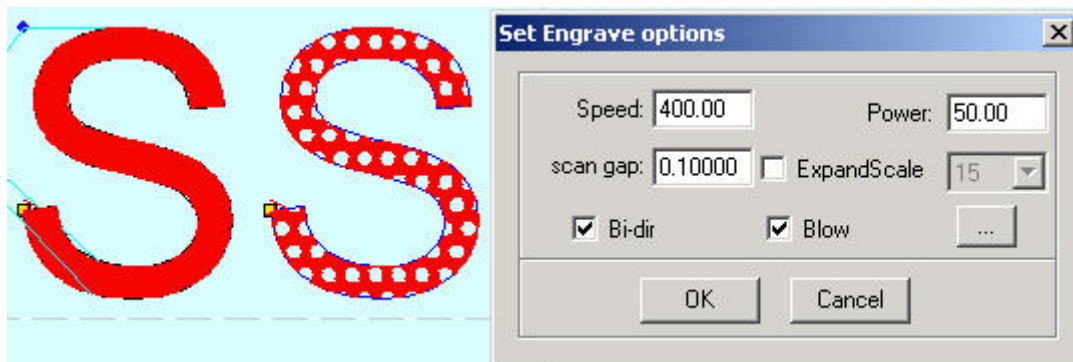 S S
Set Engrave options
Speed: 400.00 Power: 50.00
scan gap: 0.10000 ExpandScale 15
Bi-dir Blow ...
OK Cancel